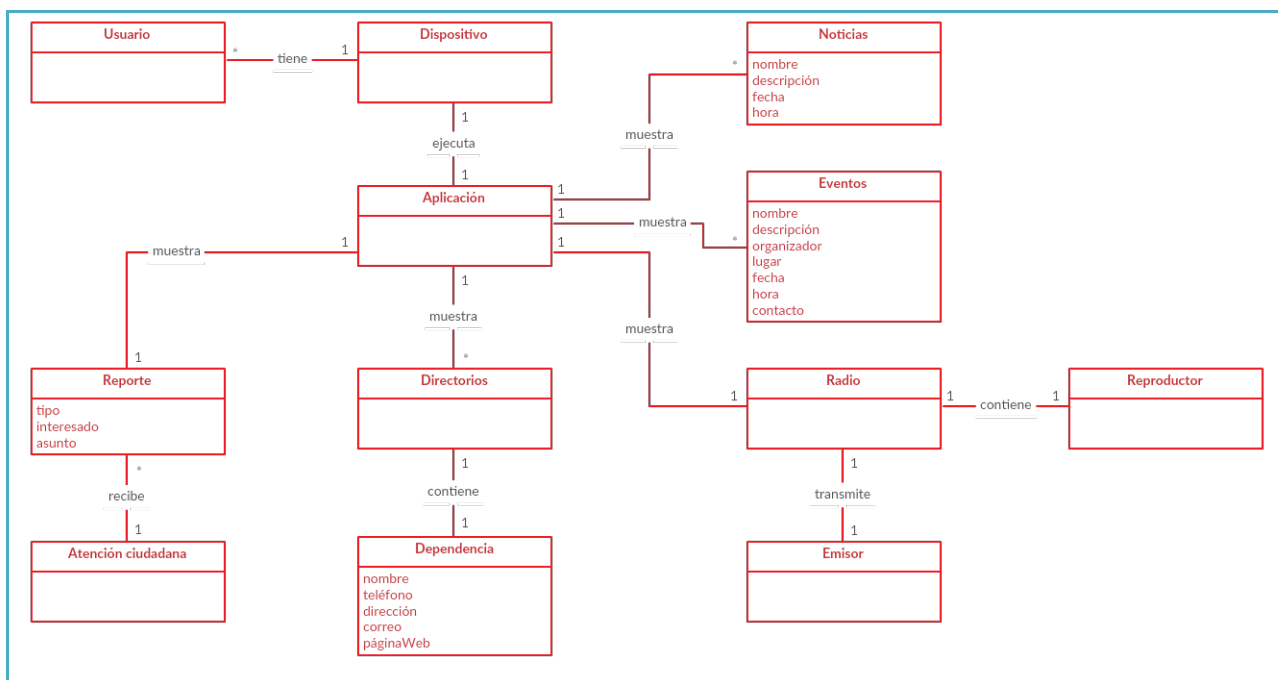 Usuario
*
tiene
1
Dispositivo
1
ejecuta
1
Aplicación
1
muestra
*
Noticias
nombre
descripción
fecha
hora
1
muestra
*
Eventos
nombre
descripción
organizador
lugar
fecha
hora
contacto
1
muestra
1
Reporte
tipo
interesado
asunto
*
recibe
1
Atención ciudadana
1
muestra
*
Directorios
1
contiene
1
Dependencia
nombre
teléfono
dirección
correo
páginaWeb
1
muestra
1
Radio
1
contiene
1
Reproductor
1
transmite
1
Emisor